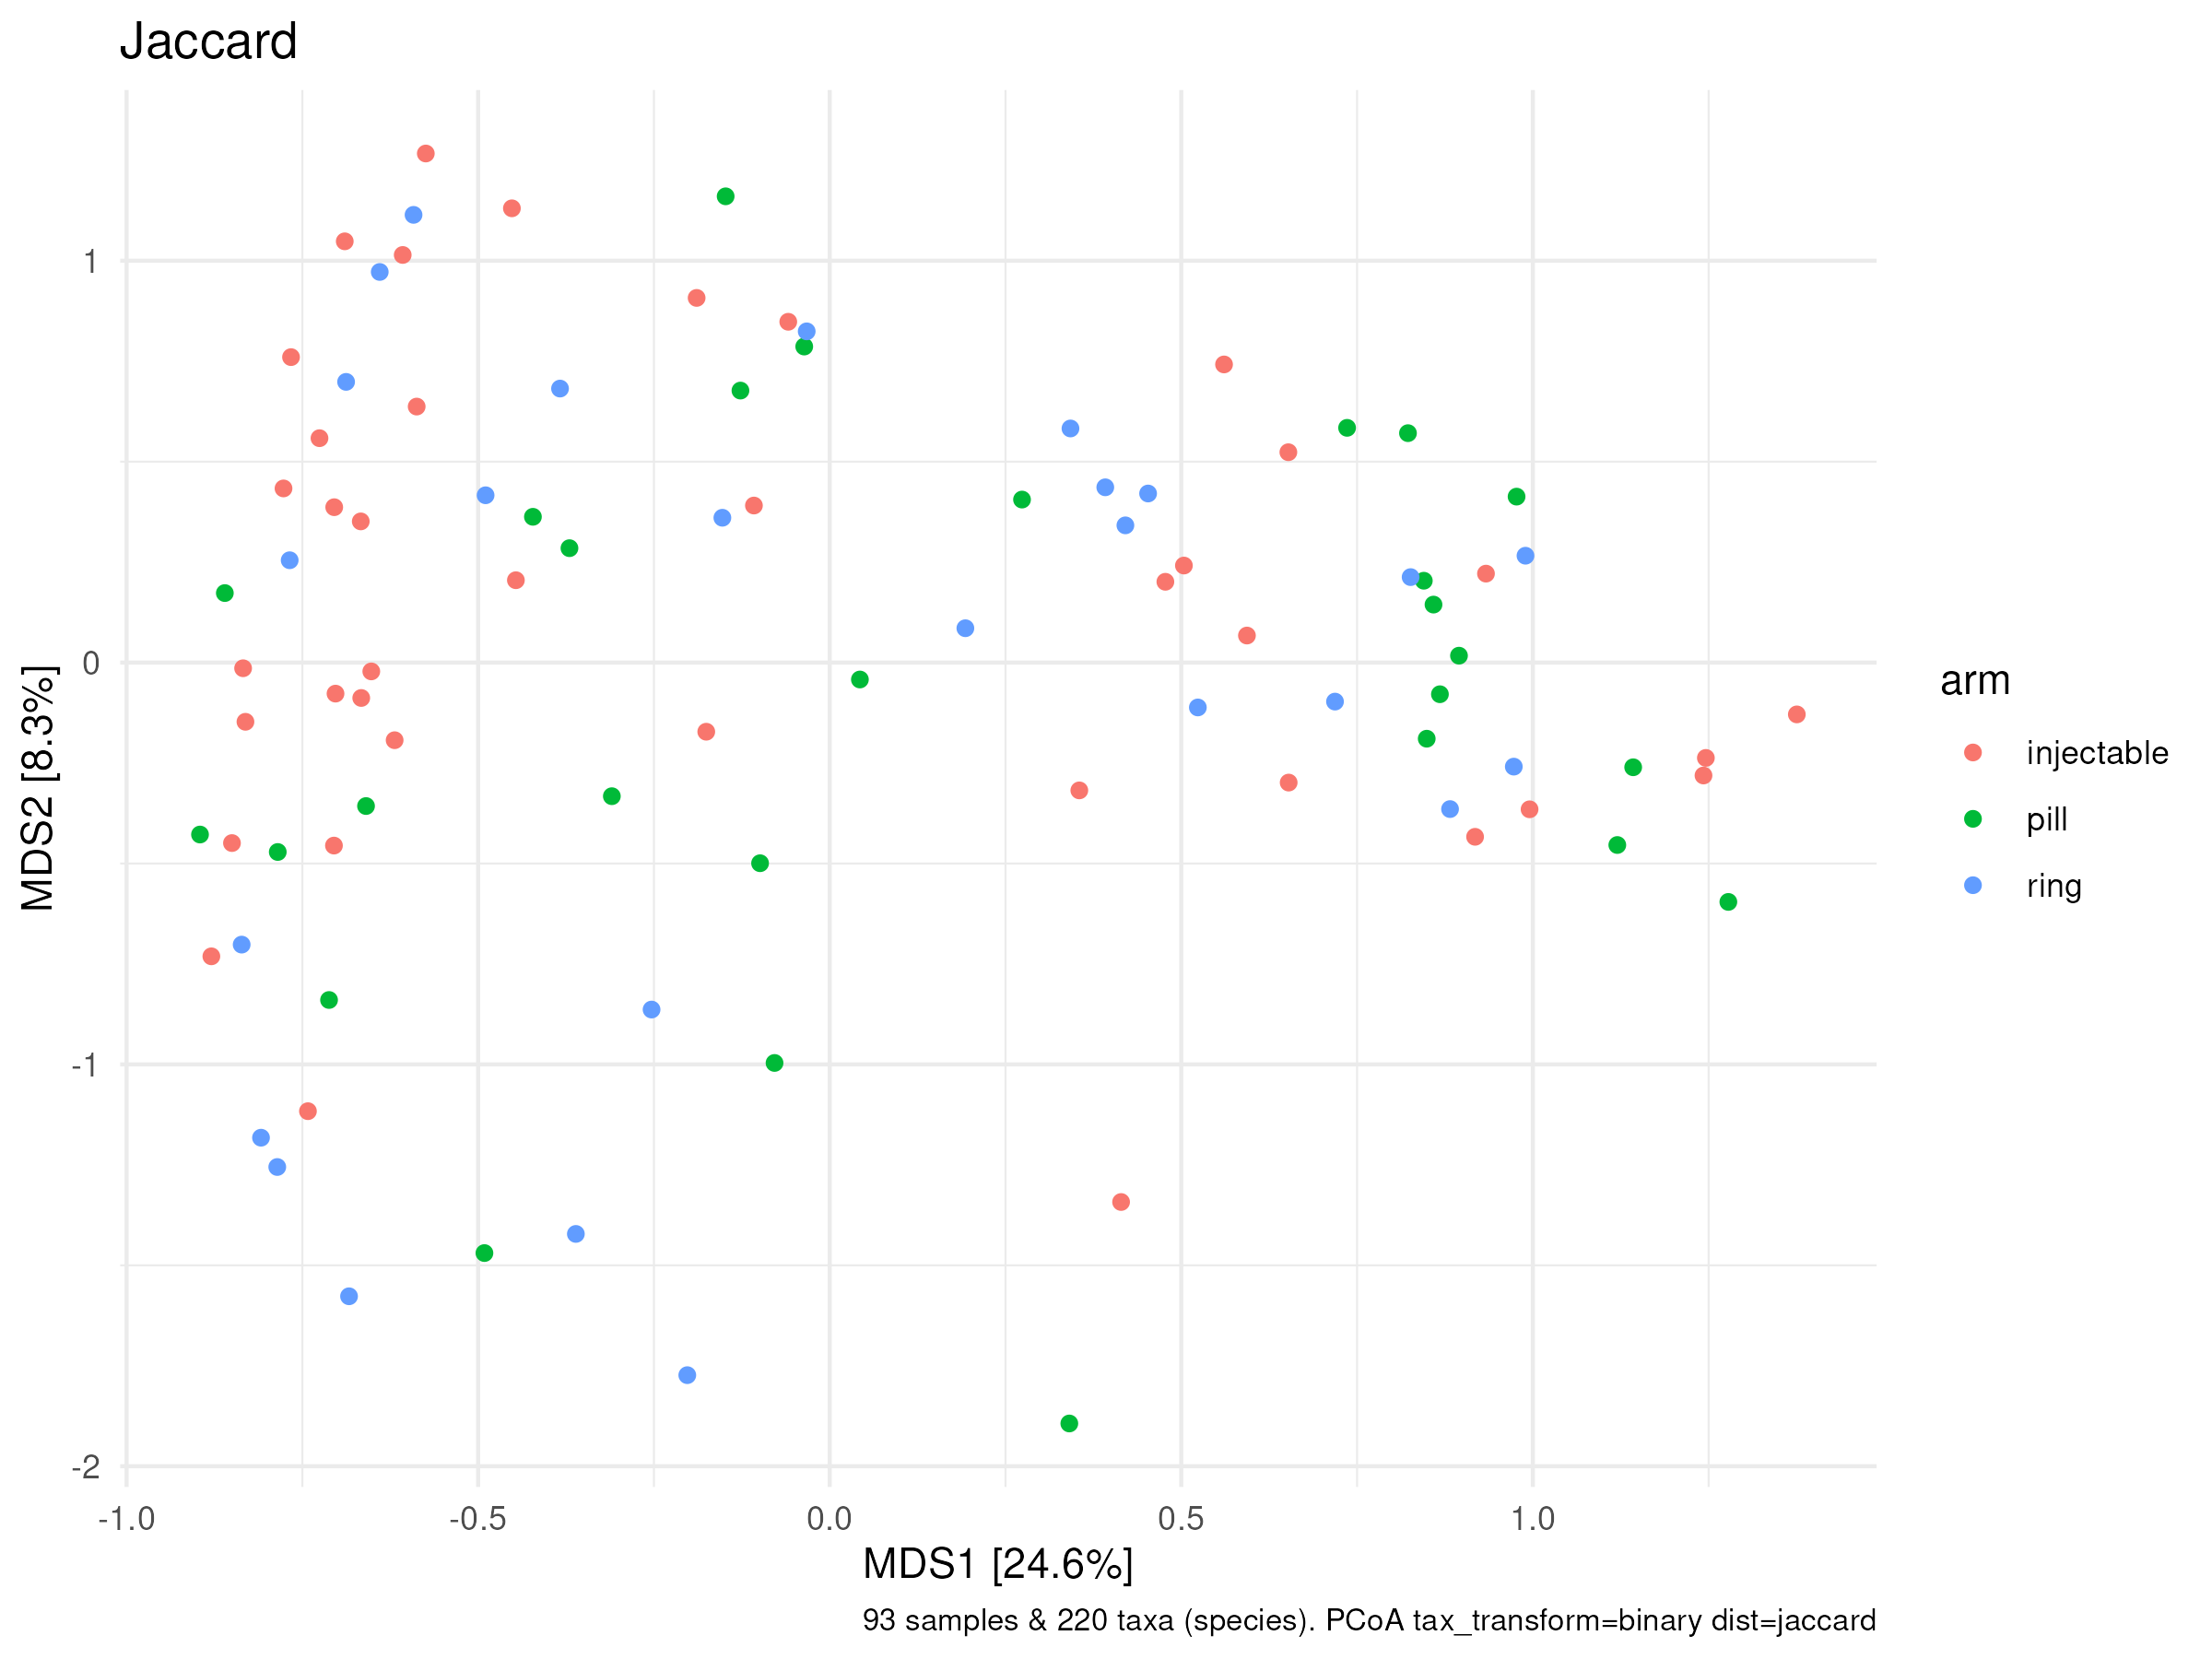 Jaccard
1
0
-1
-2
MDS2 [8.3%]
-1.0
-0.5
0.0
0.5
1.0
MDS1 [24.6%]
93 samples & 220 taxa (species). PCoA tax_transform=binary dist=jaccard
arm
injectable
pill
ring